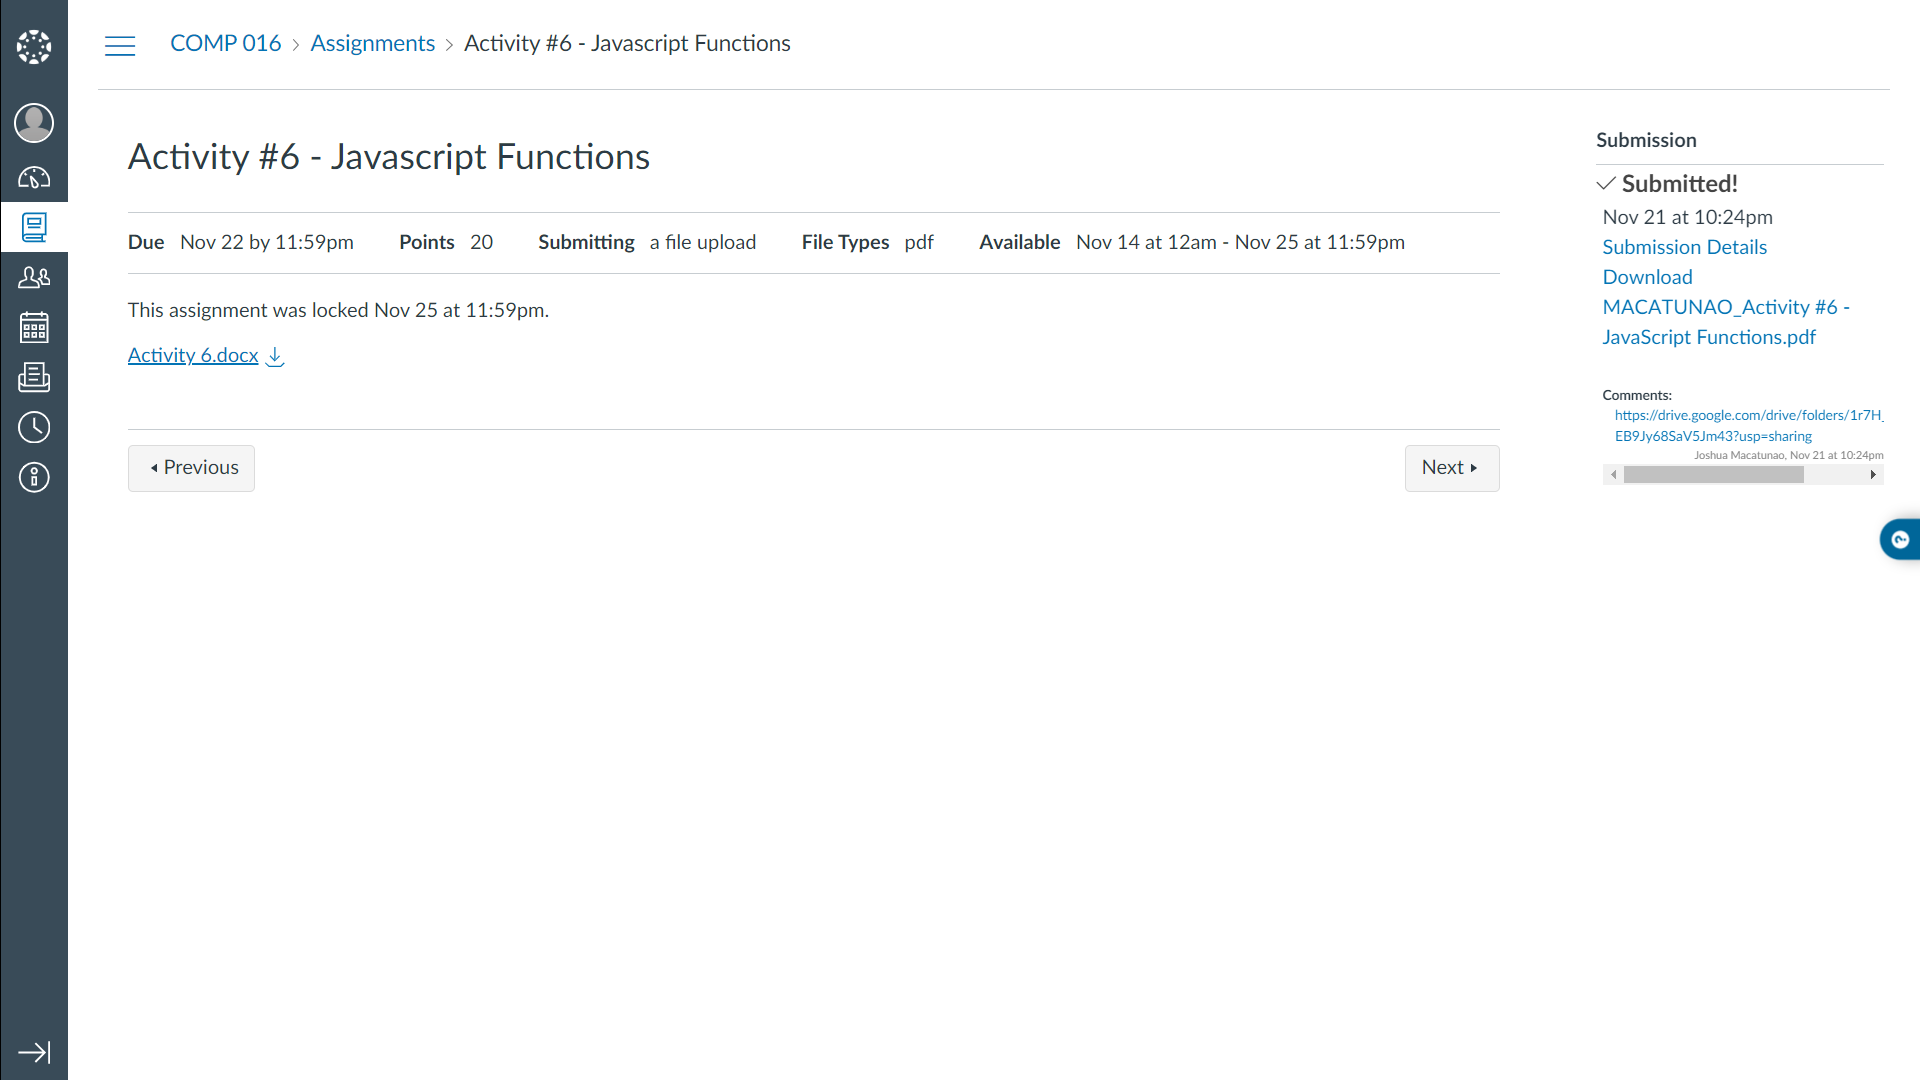 COMP 016 › Assignments › Activity #6 - Javascript Functions
Activity #6 - Javascript Functions
Due Nov 22 by 11:59pm Points 20 Submitting a file upload File Types pdf Available Nov 14 at 12am - Nov 25 at 11:59pm
This assignment was locked Nov 25 at 11:59pm.
Activity 6.docx
Previous
Next
Submission
Submitted!
Nov 21 at 10:24pm
Submission Details
Download
MACATUNAO_Activity #6 -
JavaScript Functions.pdf
Comments:
https://drive.google.com/drive/folders/1r7H_
EB9Jy68SaV5Jm43?usp=sharing
Joshua Macatunao, Nov 21 at 10:24pm